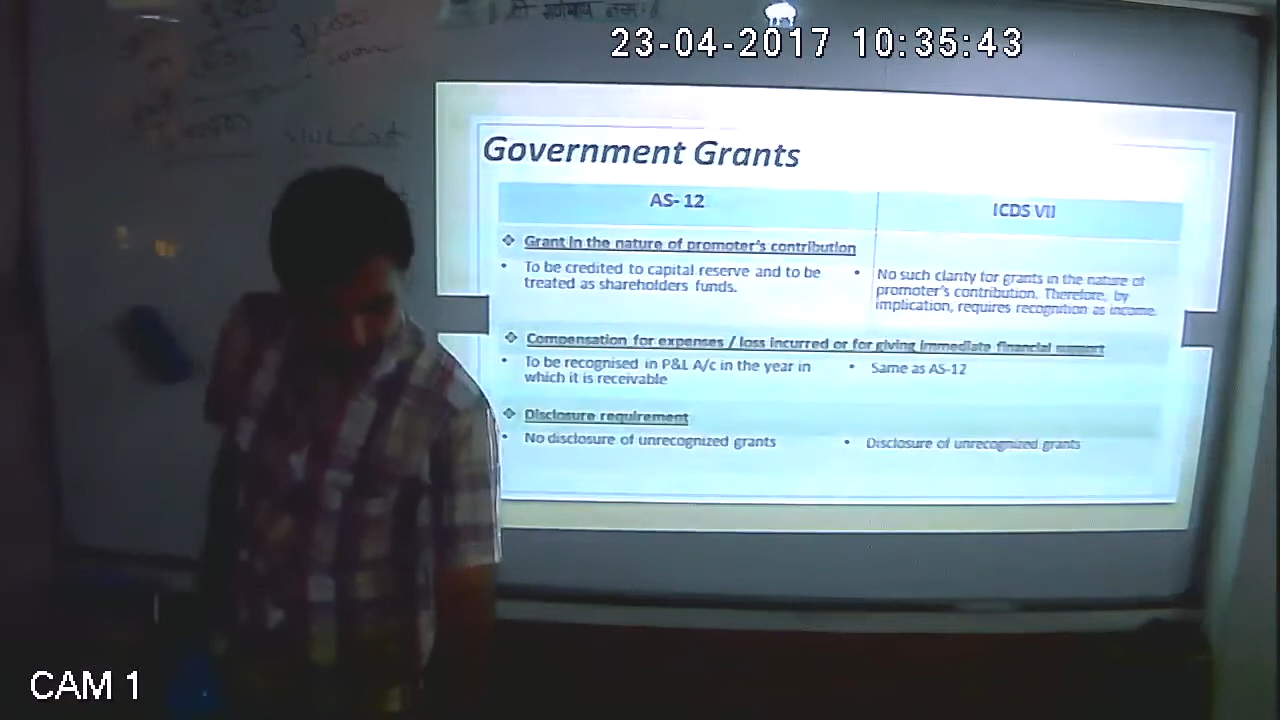 23-04-2017 10:35:43
Government Grants
AS-12
ICDS VII
❖ Grant in the nature of promoter's contribution
• To be credited to capital reserve and to be
treated as shareholders funds.
• No such clarity for grants in the nature of
promoter's contribution. Therefore, by
implication, requires recognition as income.
❖ Compensation for expenses / loss incurred or for giving immediate financial support
• To be recognised in P&L A/c in the year in
which it is receivable
• Same as AS-12
❖ Disclosure requirement
• No disclosure of unrecognized grants
• Disclosure of unrecognized grants
CAM 1